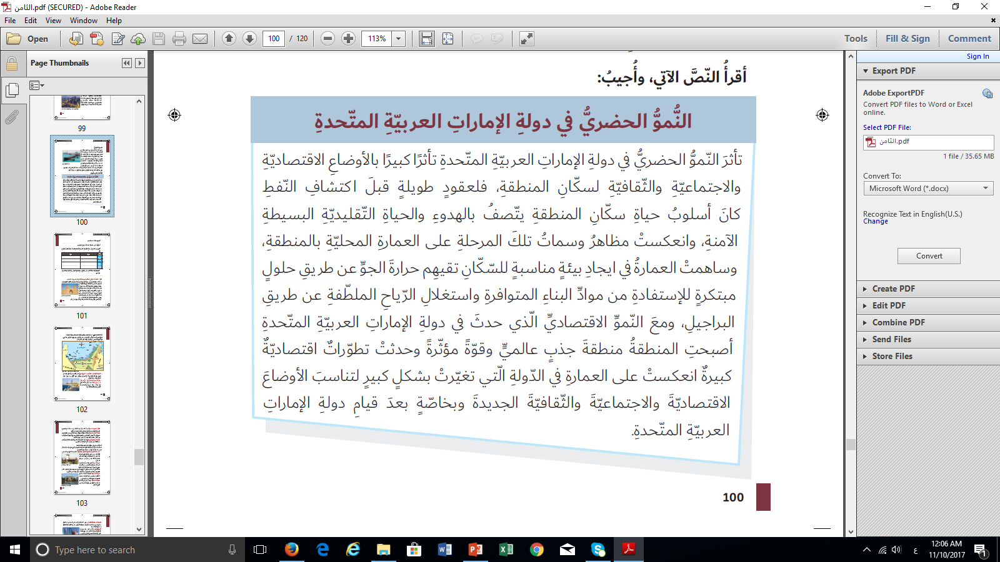 الثامن.pdf (SECURED) - Adobe Reader
File Edit View Window Help
Open 100 / 120 113% Tools Fill & Sign Comment
Sign In
Page Thumbnails
99
100
101
102
103
أقرأُ النّصَّ الآتي، وأُجيبُ:
النُّموُّ الحضريُّ في دولةِ الإماراتِ العربيّةِ المتّحدةِ
تأثرَ النّموُّ الحضريُّ في دولةِ الإماراتِ العربيّةِ المتّحدةِ تأثرًا كبيرًا بالأوضاعِ الاقتصاديّةِ
والاجتماعيّةِ والثّقافيّةِ لسكّانِ المنطقةِ، فلعقودٍ طويلةٍ قبلَ اكتشافِ النّفطِ
كانَ أسلوبُ حياةِ سكّانِ المنطقةِ يتّصفُ بالهدوءِ والحياةِ التّقليديّةِ البسيطةِ
الآمنةِ، وانعكستْ مظاهرُ وسماتُ تلكَ المرحلةِ على العمارةِ المحليّةِ بالمنطقةِ،
وساهمتْ العمارةُ في ايجادِ بيئةٍ مناسبةٍ للسّكّانِ تقيهِم حرارةَ الجوِّ عن طريقِ حلولٍ
مبتكرةٍ للإستفادةِ من موادِّ البناءِ المتوافرةِ واستغلالِ الرّياحِ الملطّفةِ عن طريقِ
البراجيلِ، ومعَ النّموِّ الاقتصاديِّ الّذي حدثَ في دولةِ الإماراتِ العربيّةِ المتّحدةِ
أصبحتِ المنطقةُ منطقةَ جذبٍ عالميٍّ وقوّةً مؤثّرةً وحدثتْ تطوّراتٌ اقتصاديّةٌ
كبيرةٌ انعكستْ على العمارةِ في الدّولةِ الّتي تغيّرتْ بشكلٍ كبيرٍ لتناسبَ الأوضاعَ
الاقتصاديّةَ والاجتماعيّةَ والثّقافيّةَ الجديدةَ وبخاصّةٍ بعدَ قيامِ دولةِ الإماراتِ
العربيّةِ المتّحدةِ.
100
Export PDF
Adobe ExportPDF
Convert PDF files to Word or Excel
online.
Select PDF File:
الثامن.pdf
1 file / 35.65 MB
Convert To:
Microsoft Word (*.docx)
Recognize Text in English(U.S.)
Change
Convert
Create PDF
Edit PDF
Combine PDF
Send Files
Store Files
Type here to search
ع
12:06 AM
11/10/2017
1